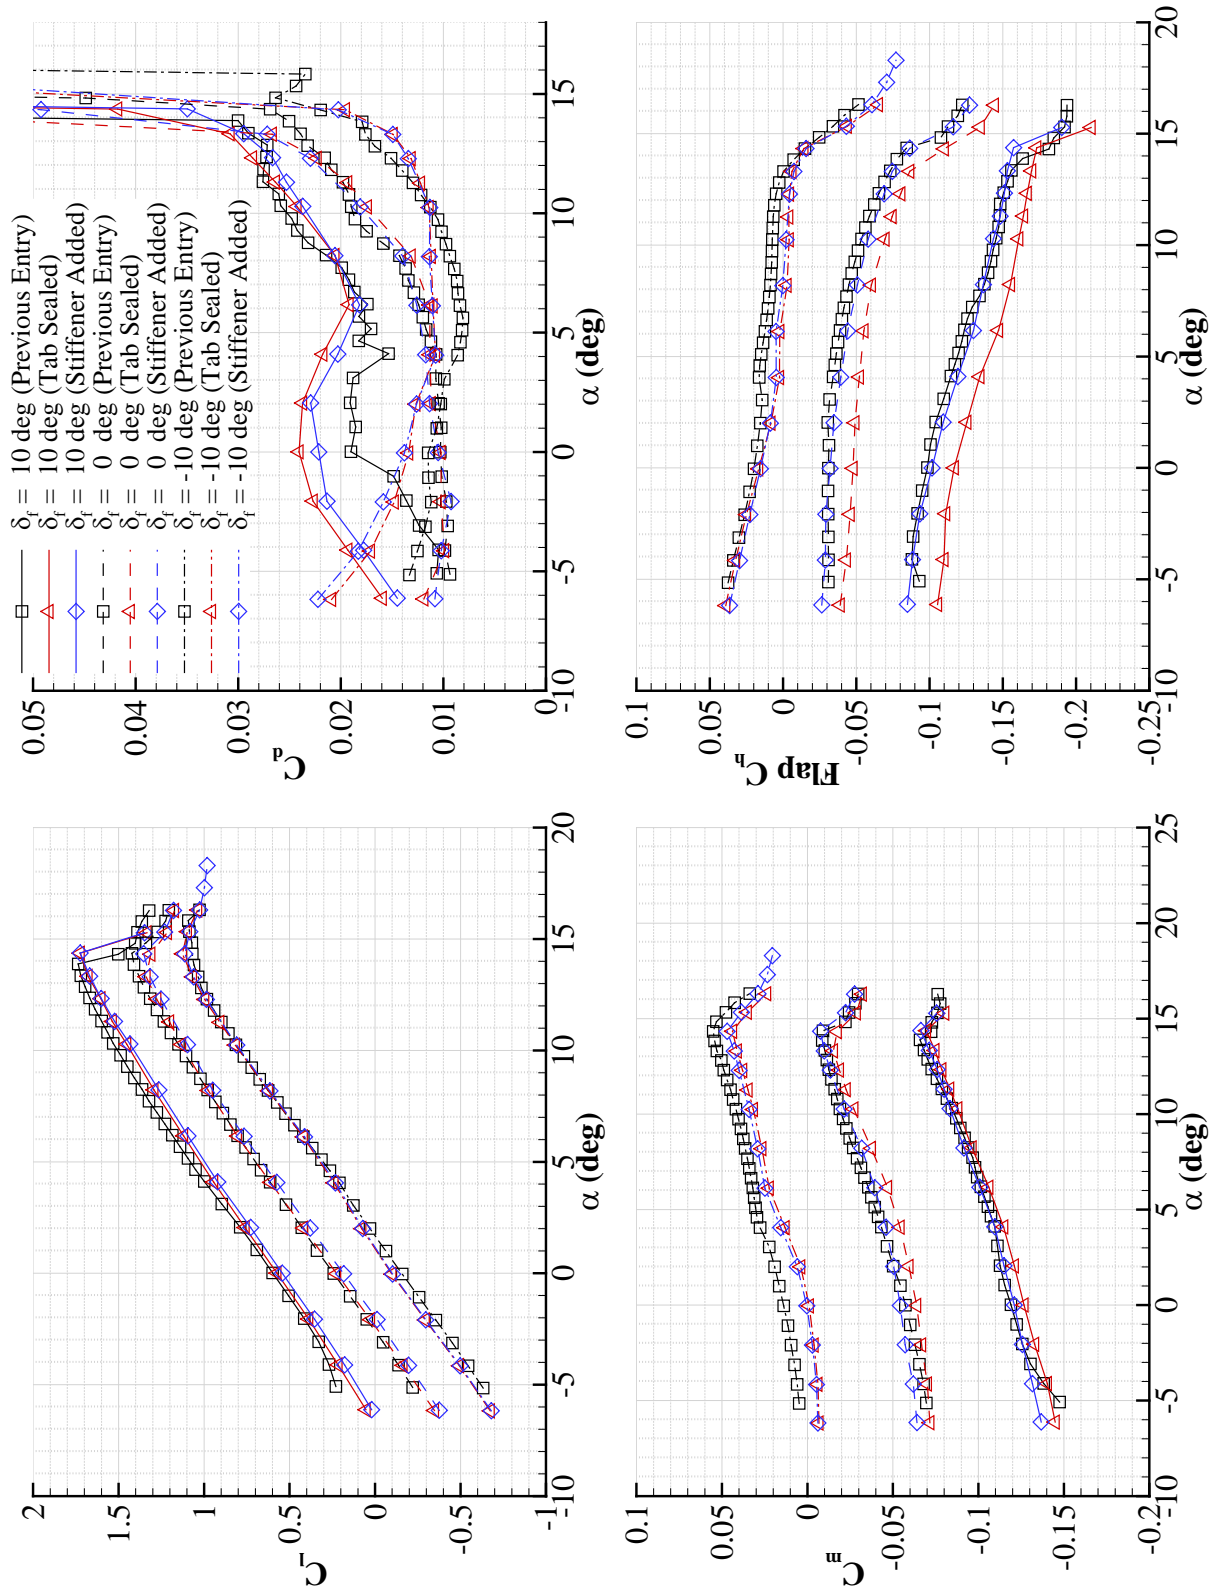 C_l
2
1.5
1
0.5
0
-0.5
-1
-10 -5 0 5 10 15 20
α (deg)
δ_f = 10 deg (Previous Entry)
δ_f = 10 deg (Tab Sealed)
δ_f = 10 deg (Stiffener Added)
δ_f = 0 deg (Previous Entry)
δ_f = 0 deg (Tab Sealed)
δ_f = 0 deg (Stiffener Added)
δ_f = -10 deg (Previous Entry)
δ_f = -10 deg (Tab Sealed)
δ_f = -10 deg (Stiffener Added)
C_d
0.05
0.04
0.03
0.02
0.01
0
-10 -5 0 5 10 15
α (deg)
C_m
0.1
0.05
0
-0.05
-0.1
-0.15
-0.2
-10 -5 0 5 10 15 20 25
α (deg)
Flap C_h
0.1
0.05
0
-0.05
-0.1
-0.15
-0.2
-0.25
-10 -5 0 5 10 15 20
α (deg)